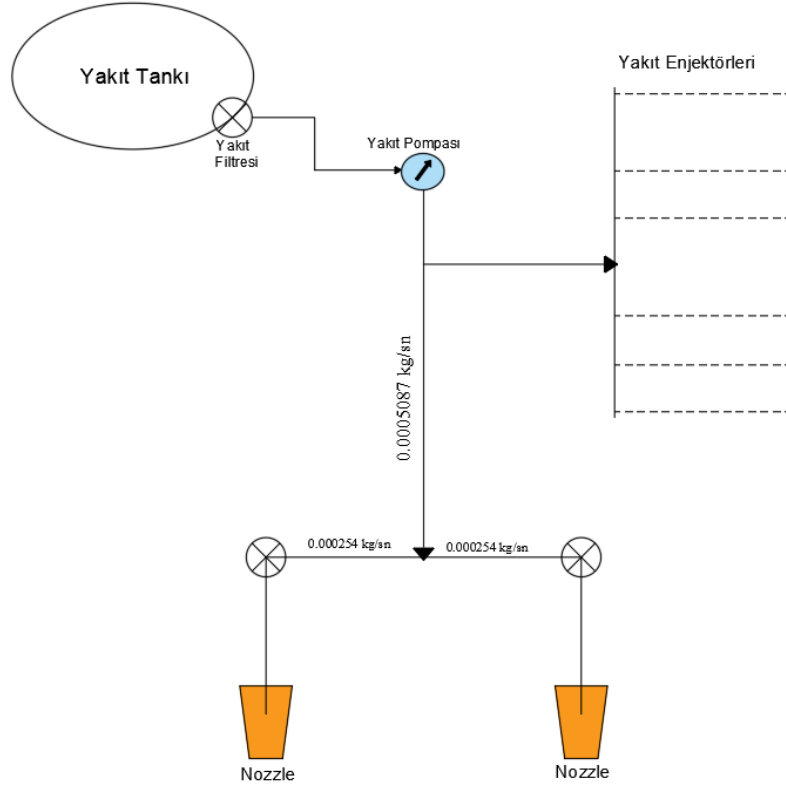 Yakıt Tankı
Yakıt Enjektörleri
Yakıt
Filtresi
Yakıt Pompası
0.0005087 kg/sn
0.000254 kg/sn
0.000254 kg/sn
Nozzle
Nozzle